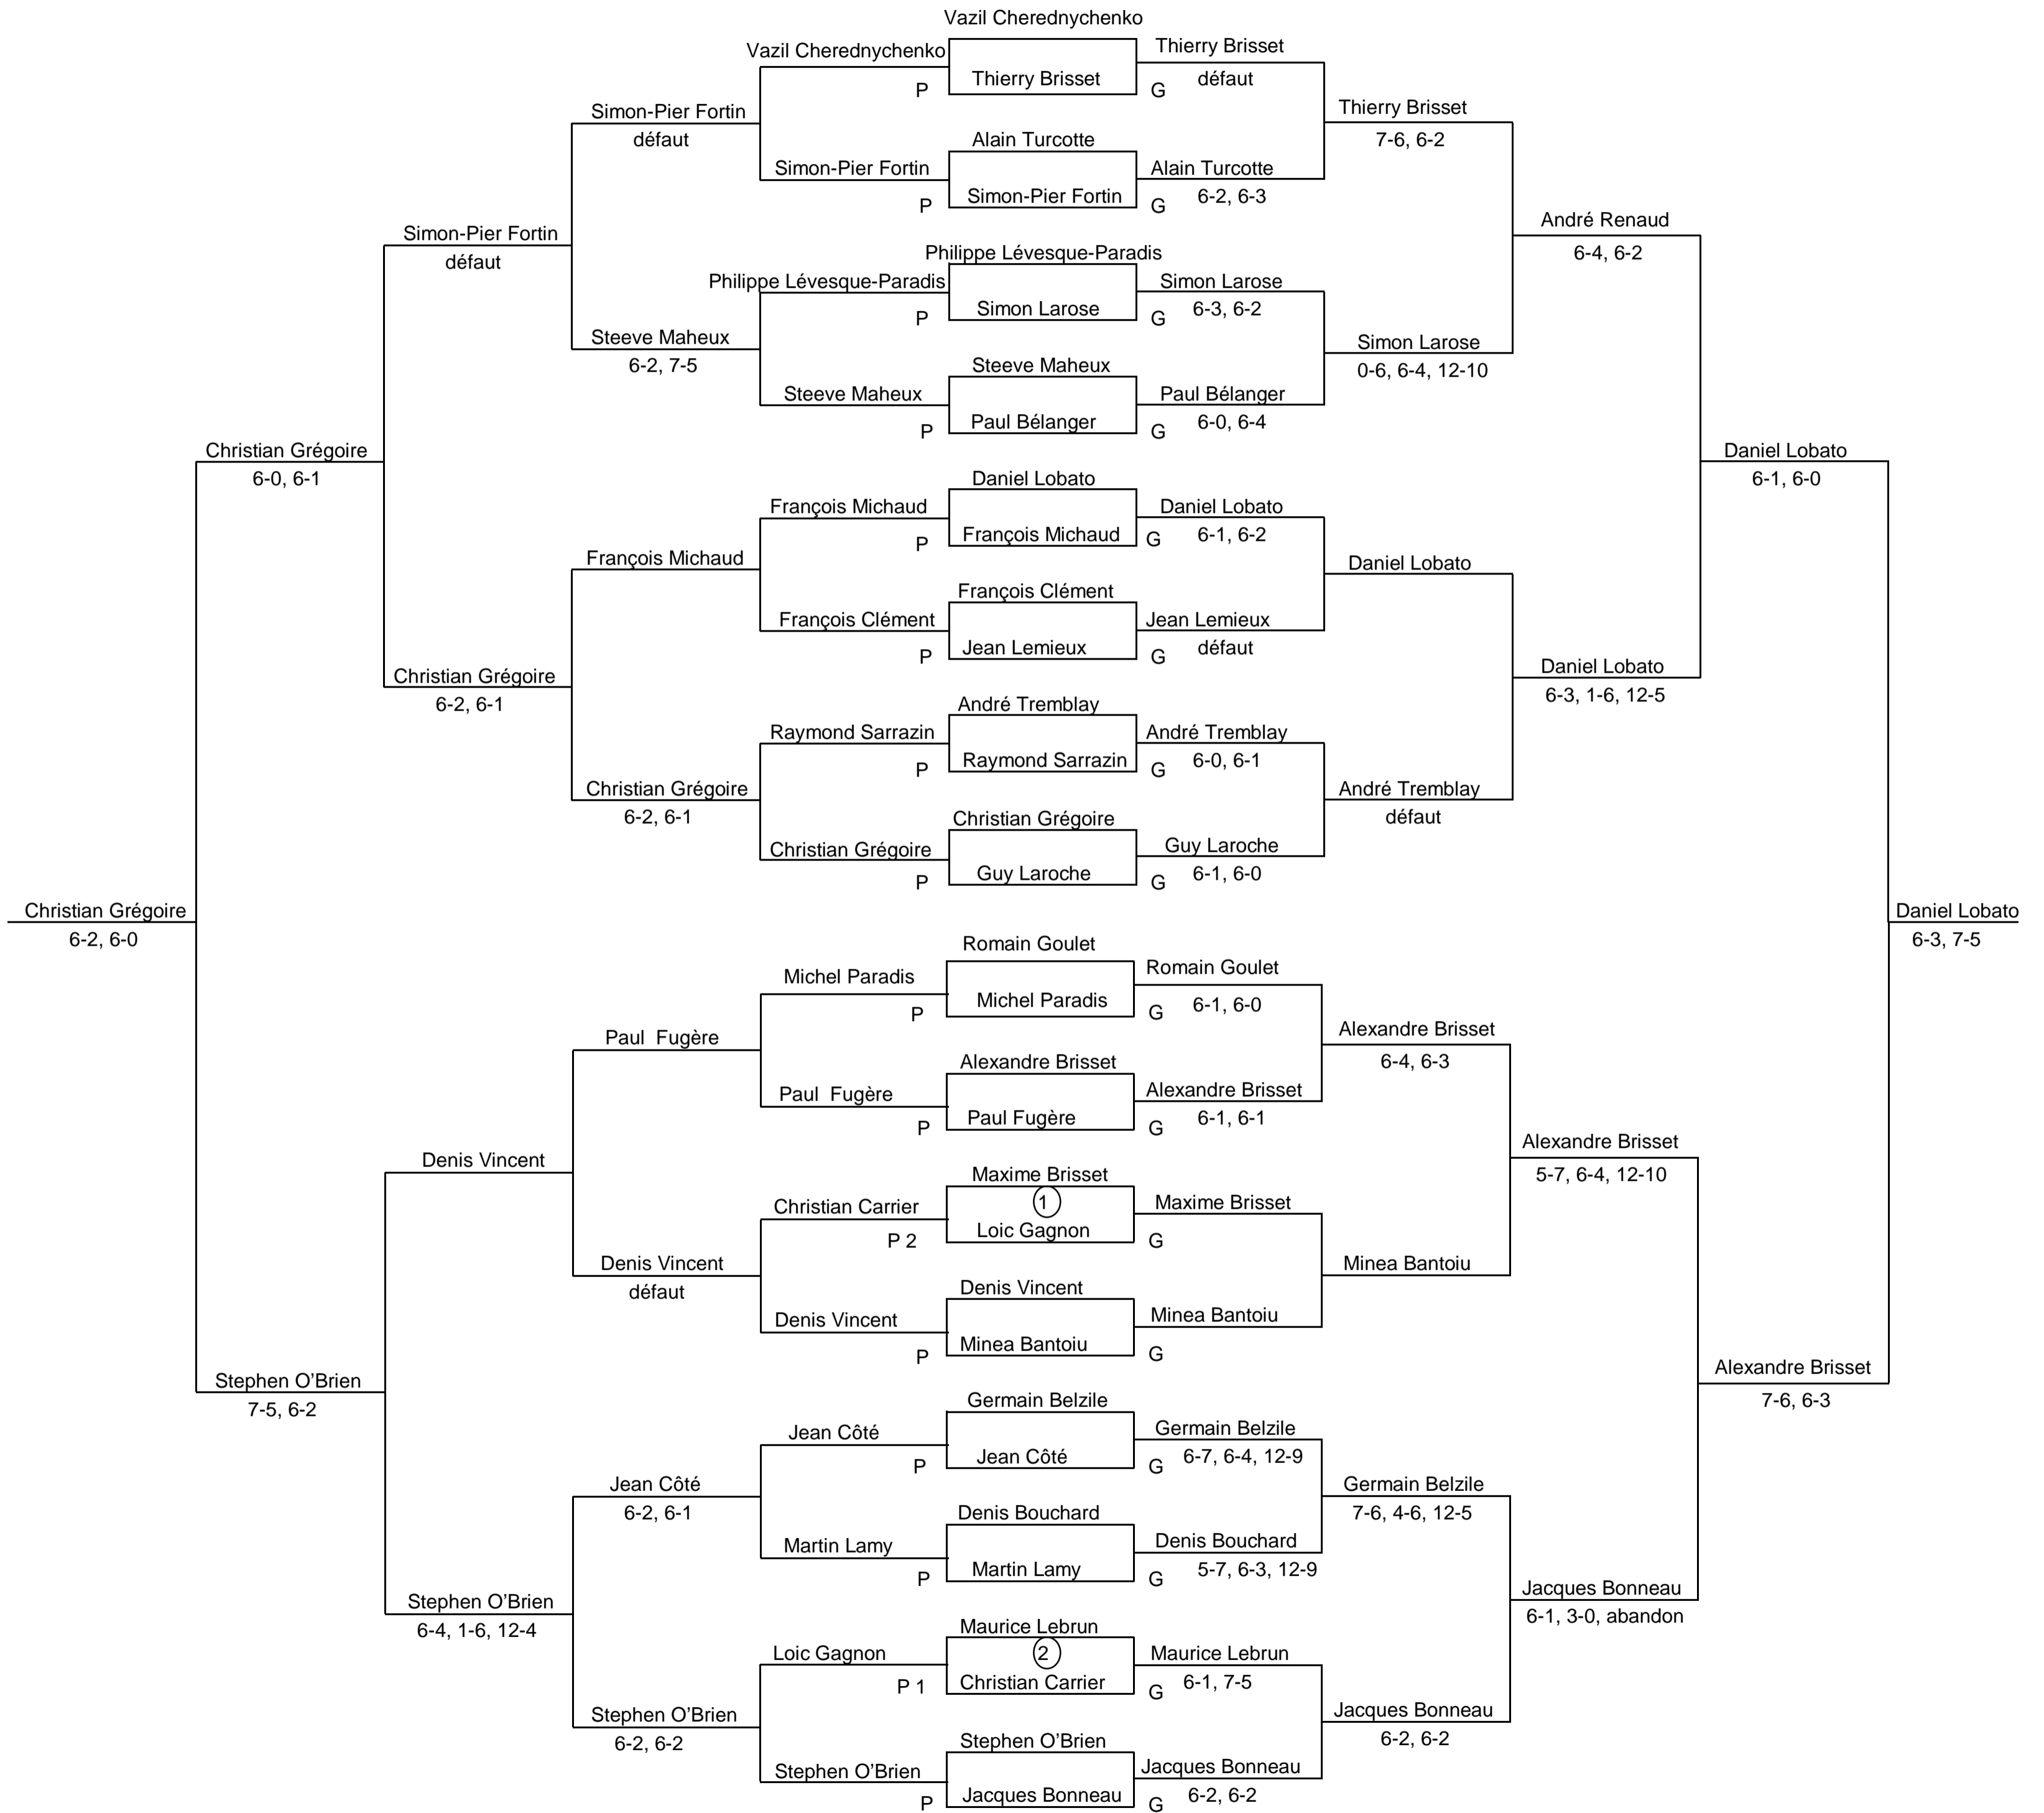 Vazil Cherednychenko
Vazil Cherednychenko
Thierry Brisset
Thierry Brisset
défaut
P
G
Simon-Pier Fortin
défaut
Thierry Brisset
7-6, 6-2
Alain Turcotte
Simon-Pier Fortin
Alain Turcotte
Simon-Pier Fortin
6-2, 6-3
P
G
Simon-Pier Fortin
défaut
André Renaud
6-4, 6-2
Philippe Lévesque-Paradis
Philippe Lévesque-Paradis
Simon Larose
Simon Larose
6-3, 6-2
P
G
Steeve Maheux
6-2, 7-5
Simon Larose
0-6, 6-4, 12-10
Steeve Maheux
Steeve Maheux
Paul Bélanger
Paul Bélanger
6-0, 6-4
P
G
Christian Grégoire
6-0, 6-1
Daniel Lobato
6-1, 6-0
Daniel Lobato
François Michaud
Daniel Lobato
François Michaud
6-1, 6-2
P
G
François Michaud
Daniel Lobato
François Clément
François Clément
Jean Lemieux
Jean Lemieux
défaut
P
G
Christian Grégoire
6-2, 6-1
Daniel Lobato
6-3, 1-6, 12-5
André Tremblay
Raymond Sarrazin
André Tremblay
Raymond Sarrazin
6-0, 6-1
P
G
Christian Grégoire
6-2, 6-1
André Tremblay
défaut
Christian Grégoire
Christian Grégoire
Guy Laroche
Guy Laroche
6-1, 6-0
P
G
Christian Grégoire
6-2, 6-0
Daniel Lobato
6-3, 7-5
Romain Goulet
Michel Paradis
Romain Goulet
Michel Paradis
6-1, 6-0
P
G
Paul Fugère
Alexandre Brisset
6-4, 6-3
Alexandre Brisset
Paul Fugère
Alexandre Brisset
Paul Fugère
6-1, 6-1
P
G
Denis Vincent
Alexandre Brisset
5-7, 6-4, 12-10
Maxime Brisset
1
Christian Carrier
Maxime Brisset
Loic Gagnon
P 2
G
Denis Vincent
défaut
Minea Bantoiu
Denis Vincent
Denis Vincent
Minea Bantoiu
Minea Bantoiu
P
G
Stephen O'Brien
7-5, 6-2
Alexandre Brisset
7-6, 6-3
Germain Belzile
Jean Côté
Germain Belzile
Jean Côté
6-7, 6-4, 12-9
P
G
Jean Côté
6-2, 6-1
Germain Belzile
7-6, 4-6, 12-5
Denis Bouchard
Martin Lamy
Denis Bouchard
Martin Lamy
5-7, 6-3, 12-9
P
G
Stephen O'Brien
6-4, 1-6, 12-4
Jacques Bonneau
6-1, 3-0, abandon
Maurice Lebrun
2
Loic Gagnon
Maurice Lebrun
Christian Carrier
6-1, 7-5
P 1
G
Stephen O'Brien
6-2, 6-2
Jacques Bonneau
6-2, 6-2
Stephen O'Brien
Stephen O'Brien
Jacques Bonneau
Jacques Bonneau
6-2, 6-2
P
G